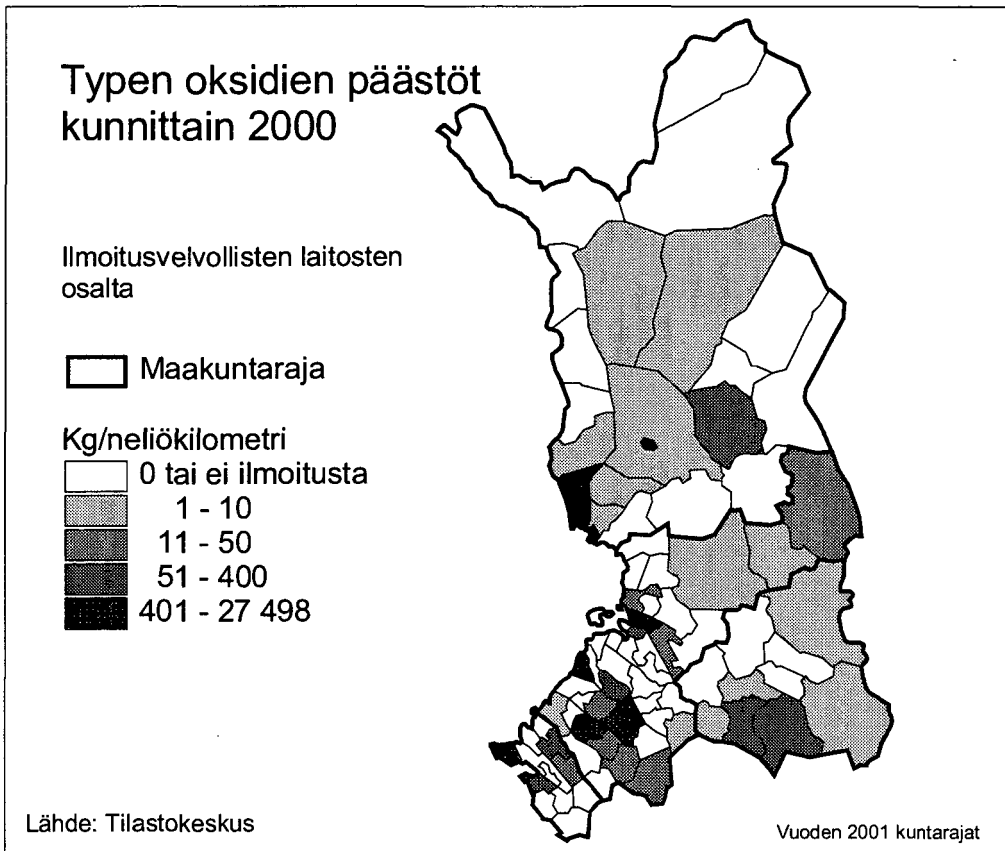 Typen oksidien päästöt
kunnittain 2000
Ilmoitusvelvollisten laitosten
osalta
Maakuntaraja
Kg/neliökilometri
0 tai ei ilmoitusta
1 - 10
11 - 50
51 - 400
401 - 27 498
Lähde: Tilastokeskus
Vuoden 2001 kuntarajat